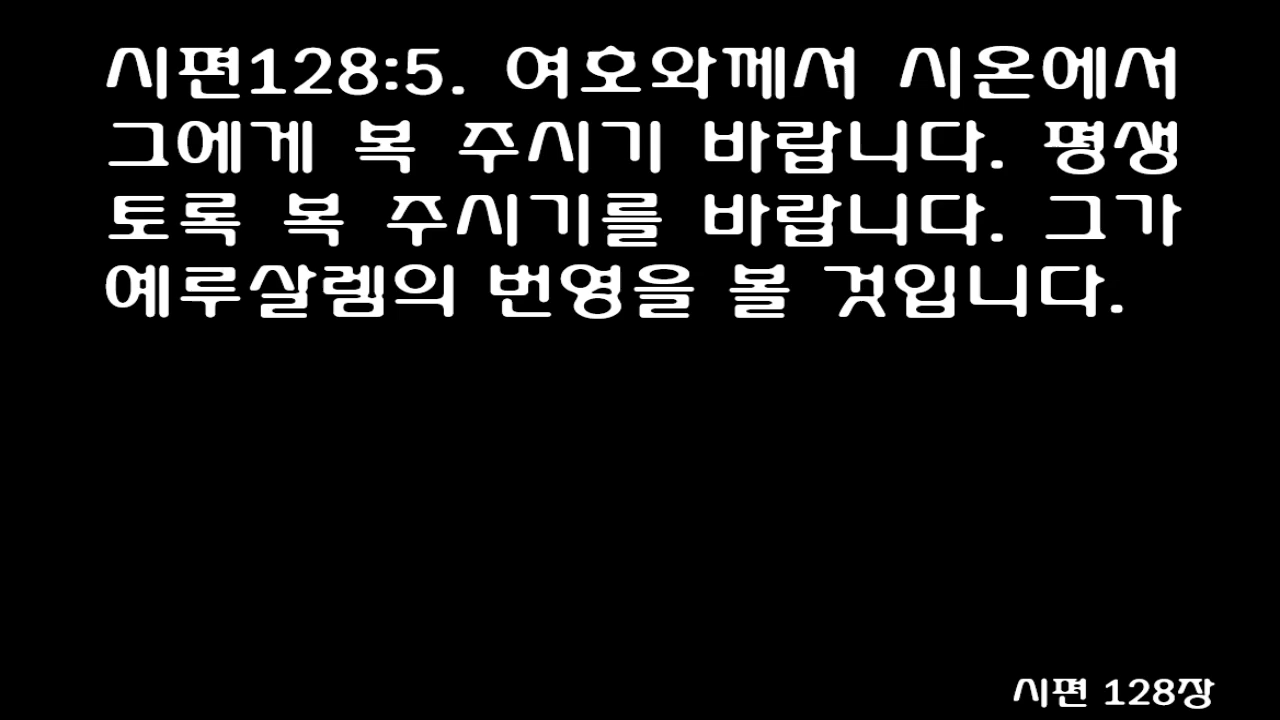 시편128:5. 여호와께서 시온에서
그에게 복 주시기 바랍니다. 평생
토록 복 주시기를 바랍니다. 그가
예루살렘의 번영을 볼 것입니다.
시편 128장